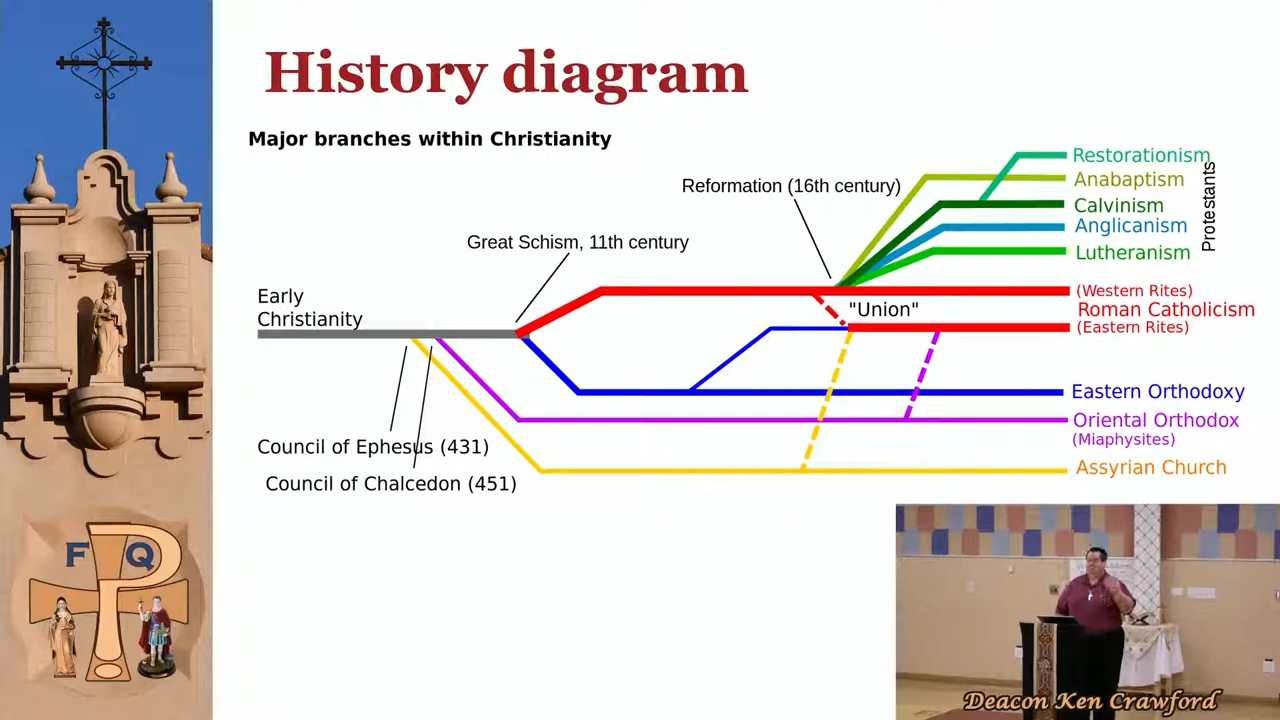 History diagram
Major branches within Christianity
Restorationism
Anabaptism
Calvinism
Anglicanism
Lutheranism
Protestants
Reformation (16th century)
Great Schism, 11th century
Early
Christianity
(Western Rites)
"Union"
Roman Catholicism
(Eastern Rites)
Eastern Orthodoxy
Oriental Orthodox
(Miaphysites)
Assyrian Church
Council of Ephesus (431)
Council of Chalcedon (451)
F Q
Deacon Ken Crawford